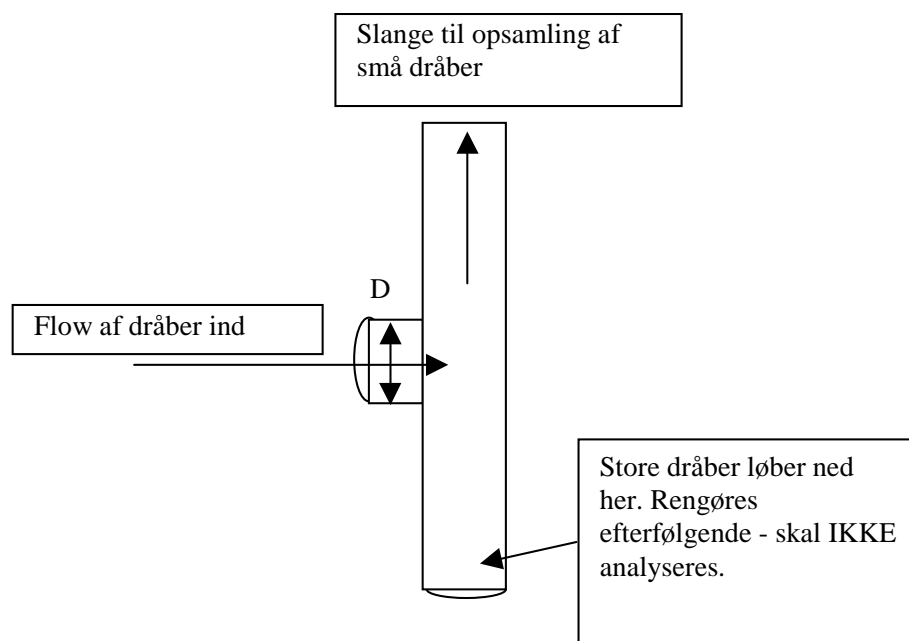 Slange til opsamling af
små dråber
D
Flow af dråber ind
Store dråber løber ned
her. Rengøres
efterfølgende - skal IKKE
analyseres.